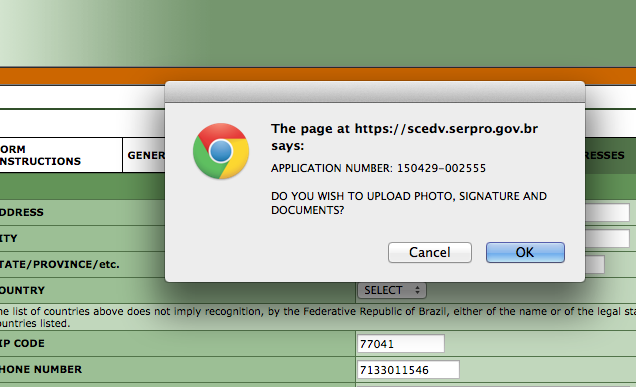 The page at https://scedv.serpro.gov.br
says:
APPLICATION NUMBER: 150429-002555
DO YOU WISH TO UPLOAD PHOTO, SIGNATURE AND
DOCUMENTS?
Cancel OK
ORM
NSTRUCTIONS
GENER
RESSES
DDRESS
ITY
TATE/PROVINCE/etc.
OUNTRY SELECT
he list of countries above does not imply recognition, by the Federative Republic of Brazil, either of the name or of the legal sta
ountries listed.
IP CODE 77041
HONE NUMBER 7133011546